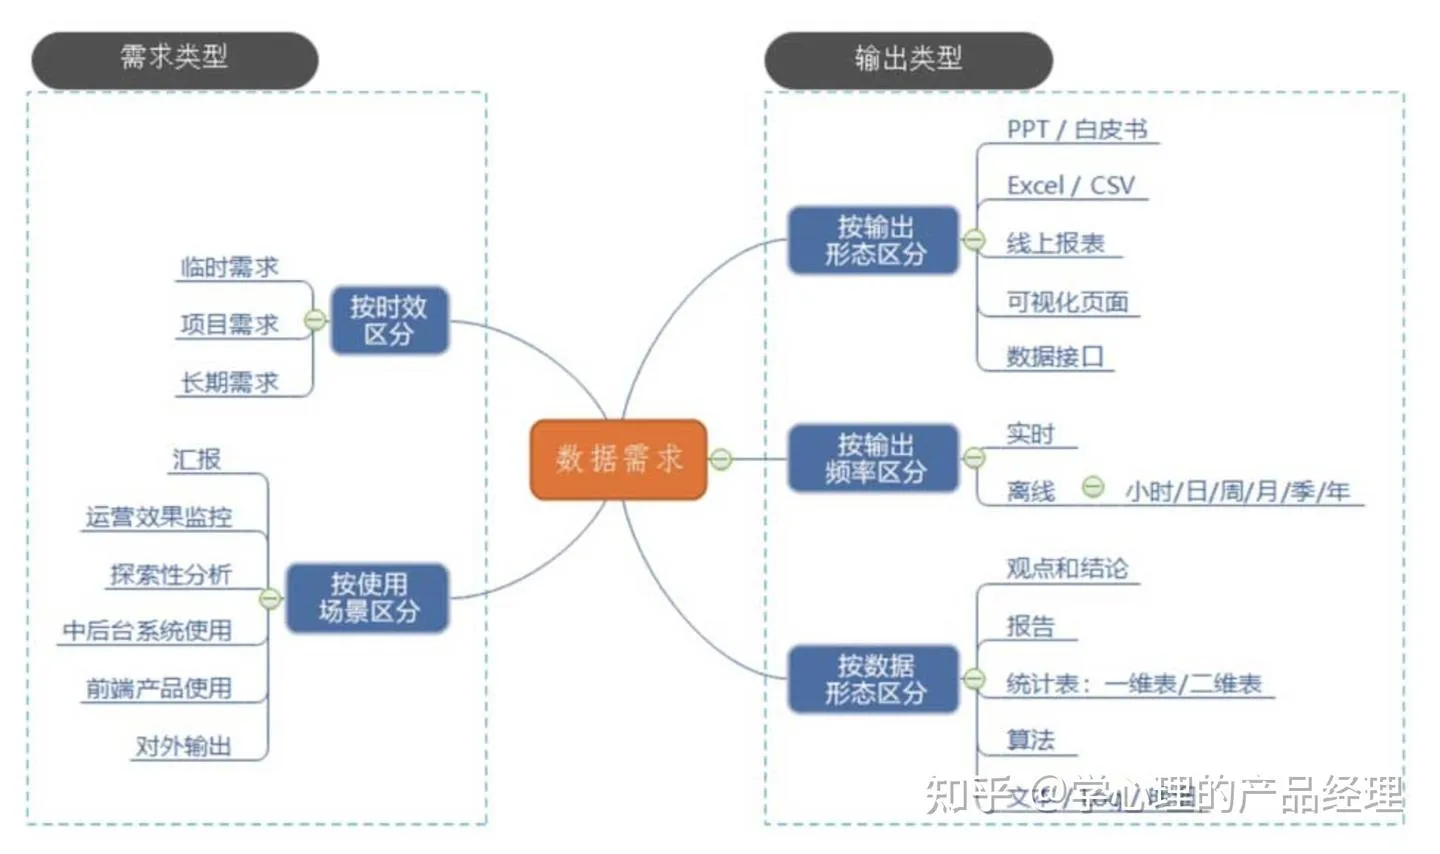 需求类型
临时需求
项目需求
长期需求
按时效
区分
汇报
运营效果监控
探索性分析
中后台系统使用
前端产品使用
对外输出
按使用
场景区分
数据需求
输出类型
按输出
形态区分
PPT / 白皮书
Excel / CSV
线上报表
可视化页面
数据接口
按输出
频率区分
实时
离线
小时/日/周/月/季/年
按数据
形态区分
观点和结论
报告
统计表：一维表/二维表
算法
文本 / Log /
知乎 @学心理的产品经理